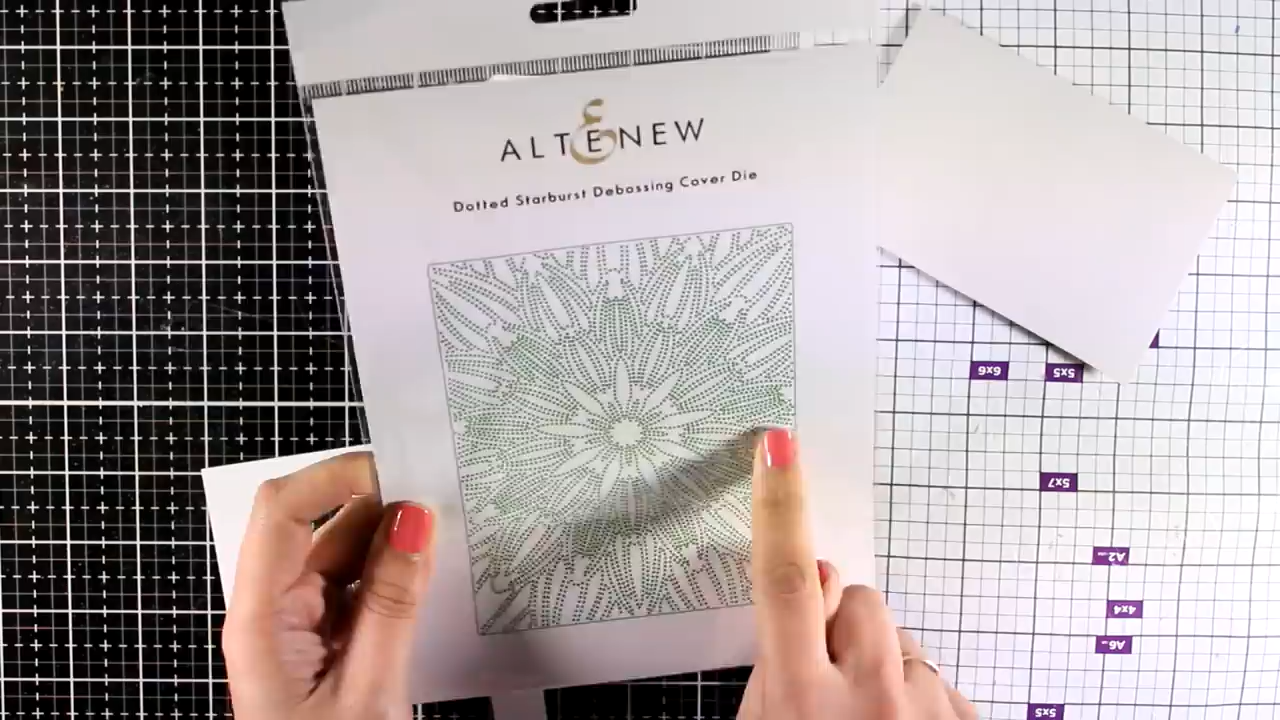 ALTENEW
Dotted Starburst Debossing Cover Die
6x6
5x5
5x7
A2
4x4
A6
5x5